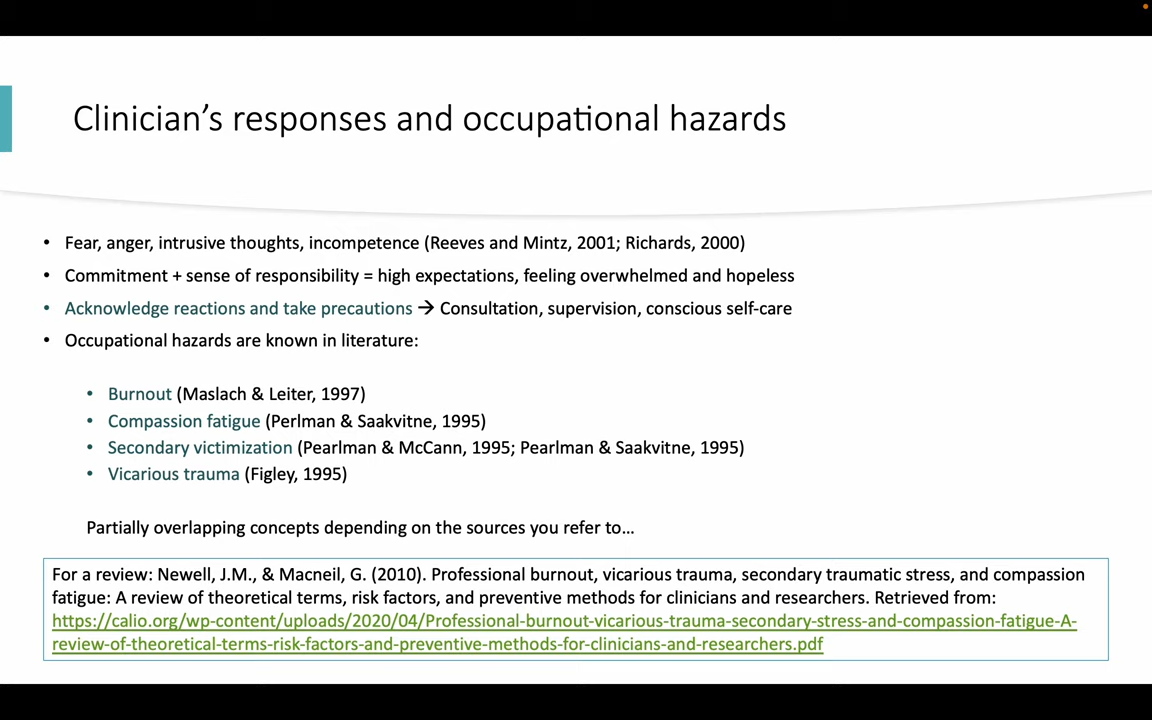 Clinician’s responses and occupational hazards
• Fear, anger, intrusive thoughts, incompetence (Reeves and Mintz, 2001; Richards, 2000)
• Commitment + sense of responsibility = high expectations, feeling overwhelmed and hopeless
• Acknowledge reactions and take precautions → Consultation, supervision, conscious self-care
• Occupational hazards are known in literature:
• Burnout (Maslach & Leiter, 1997)
• Compassion fatigue (Perlman & Saakvitne, 1995)
• Secondary victimization (Pearlman & McCann, 1995; Pearlman & Saakvitne, 1995)
• Vicarious trauma (Figley, 1995)
Partially overlapping concepts depending on the sources you refer to…
For a review: Newell, J.M., & Macneil, G. (2010). Professional burnout, vicarious trauma, secondary traumatic stress, and compassion
fatigue: A review of theoretical terms, risk factors, and preventive methods for clinicians and researchers. Retrieved from:
https://calio.org/wp-content/uploads/2020/04/Professional-burnout-vicarious-trauma-secondary-stress-and-compassion-fatigue-A-
review-of-theoretical-terms-risk-factors-and-preventive-methods-for-clinicians-and-researchers.pdf